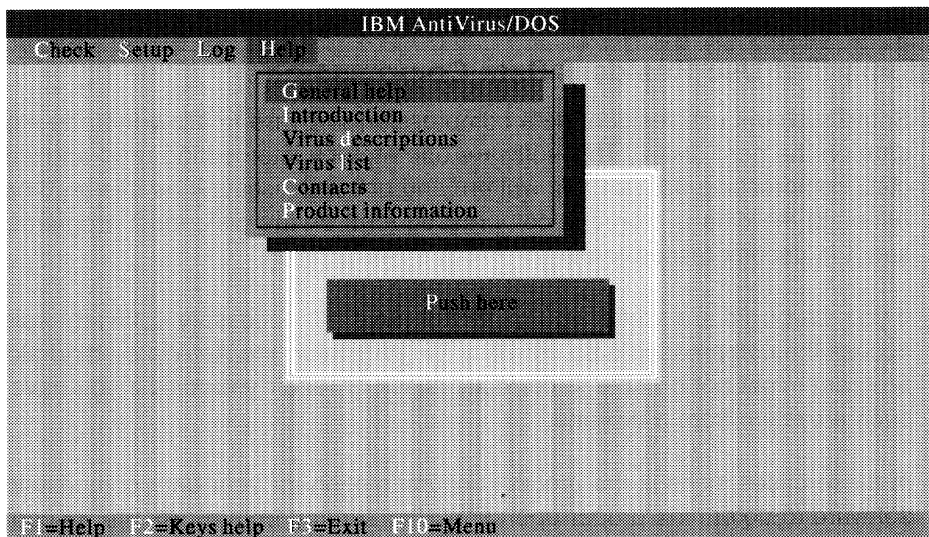 IBM AntiVirus/DOS
Check Setup Log Help
General help
Introduction
Virus descriptions
Virus list
Contacts
Product information
Push here
F1=Help F2=Keys help F3=Exit F10=Menu